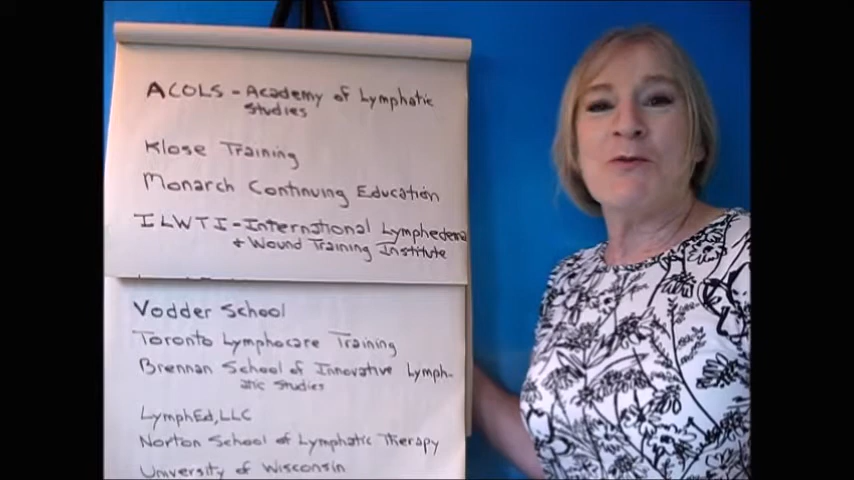 ACOLS - Academy of Lymphatic
Studies
Klose Training
Monarch Continuing Education
ILWTI - International Lymphedema
+ Wound Training Institute
Vodder School
Toronto Lymphocare Training
Brennan School of Innovative Lymph-
atic Studies
LymphEd, LLC
Norton School of Lymphatic Therapy
University of Wisconsin